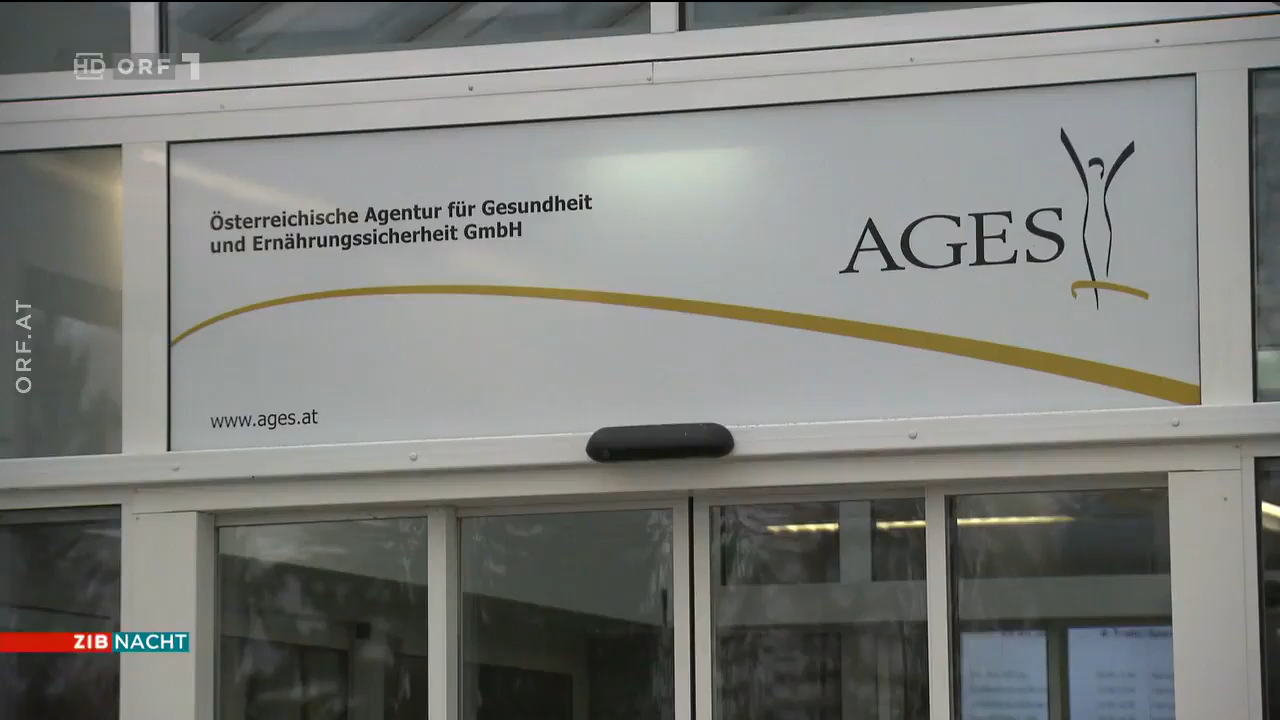 HD ORF 1
Österreichische Agentur für Gesundheit
und Ernährungssicherheit GmbH
AGES
www.ages.at
ORF.AT
ZIB NACHT